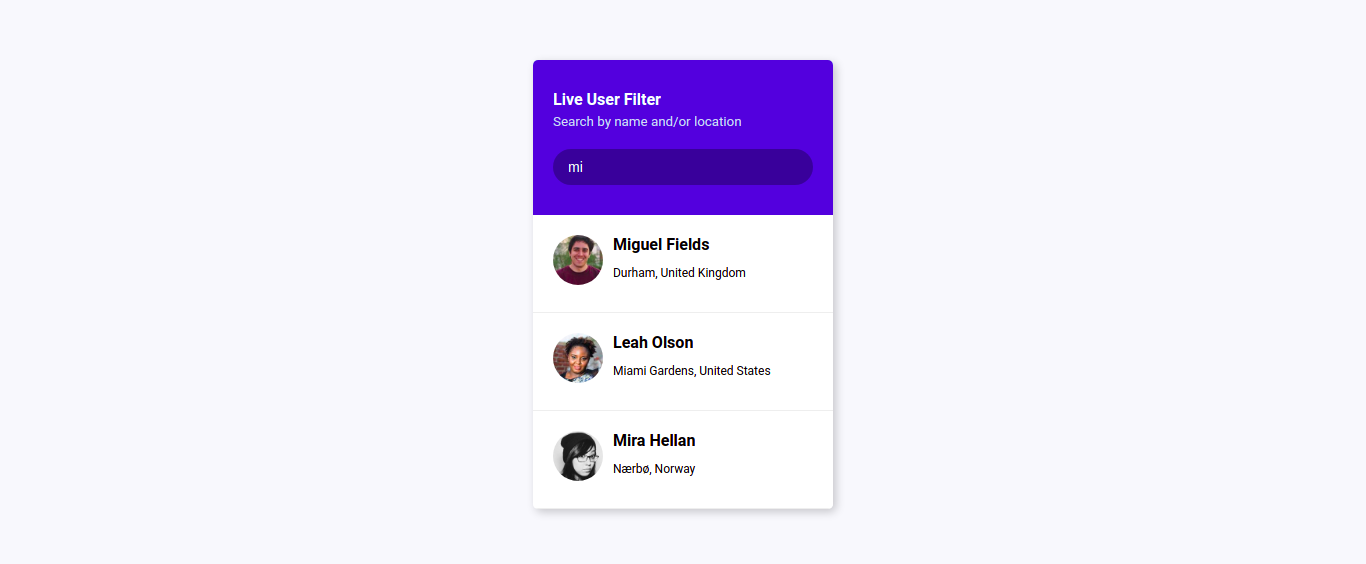 Live User Filter
Search by name and/or location
mi
Miguel Fields
Durham, United Kingdom
Leah Olson
Miami Gardens, United States
Mira Hellan
Nærbø, Norway